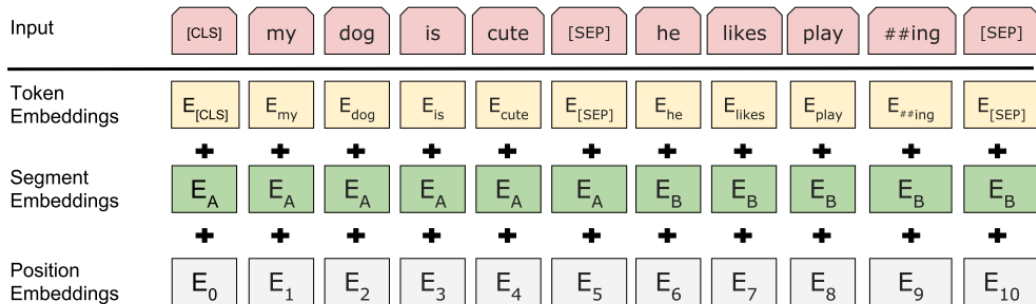 Input [CLS] my dog is cute [SEP] he likes play ##ing [SEP]
Token
Embeddings
E[CLS] Emy Edog Eis Ecute E[SEP] Ehe Elikes Eplay E##ing E[SEP]
+ + + + + + + + + + +
Segment
Embeddings
EA EA EA EA EA EA EB EB EB EB EB
+ + + + + + + + + + +
Position
Embeddings
E0 E1 E2 E3 E4 E5 E6 E7 E8 E9 E10